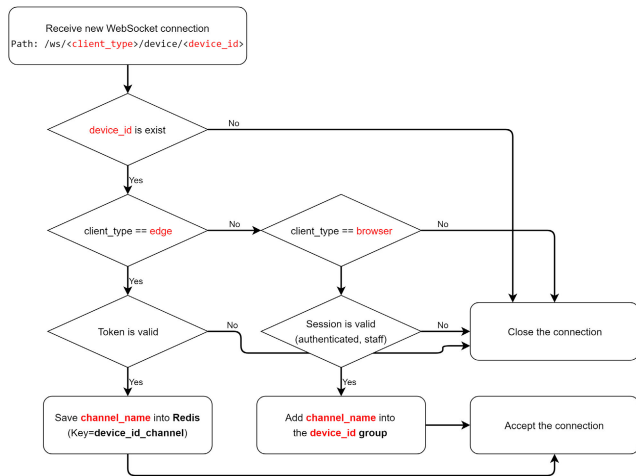 Receive new WebSocket connection
Path: /ws/<client_type>/device/<device_id>
device_id is exist
No
Yes
client_type == edge
No
client_type == browser
No
Yes
Token is valid
No
Session is valid
(authenticated, staff)
No
Close the connection
Yes
Yes
Save channel_name into Redis
(Key=device_id_channel)
Add channel_name into
the device_id group
Accept the connection